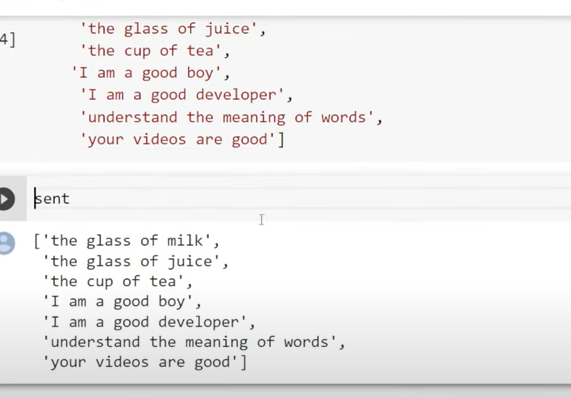 4]
'the glass of juice',
'the cup of tea',
'I am a good boy',
'I am a good developer',
'understand the meaning of words',
'your videos are good']
sent
['the glass of milk',
'the glass of juice',
'the cup of tea',
'I am a good boy',
'I am a good developer',
'understand the meaning of words',
'your videos are good']